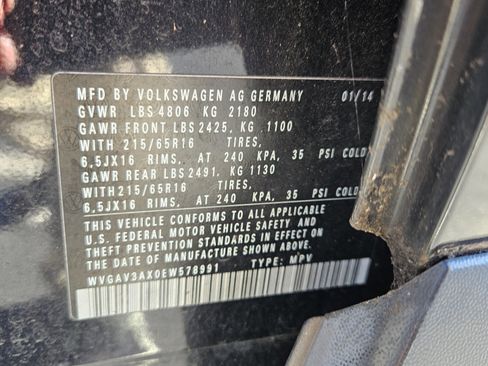 MFD BY VOLKSWAGEN AG GERMANY 01/14
GVWR LBS 4806 KG 2180
GAWR FRONT LBS 2425, KG 1100
WITH 215/65R16 TIRES,
6,5JX16 RIMS, AT 240 KPA, 35 PSI COLD
GAWR REAR LBS 2491, KG 1130
WITH 215/65R16 TIRES,
6,5JX16 RIMS, AT 240 KPA, 35 PSI COLD
THIS VEHICLE CONFORMS TO ALL APPLICABLE
U.S. FEDERAL MOTOR VEHICLE SAFETY AND
THEFT PREVENTION STANDARDS IN EFFECT ON
THE DATE OF MANUFACTURE SHOWN ABOVE
WVGAV3AX0EW578991 TYPE: MPV